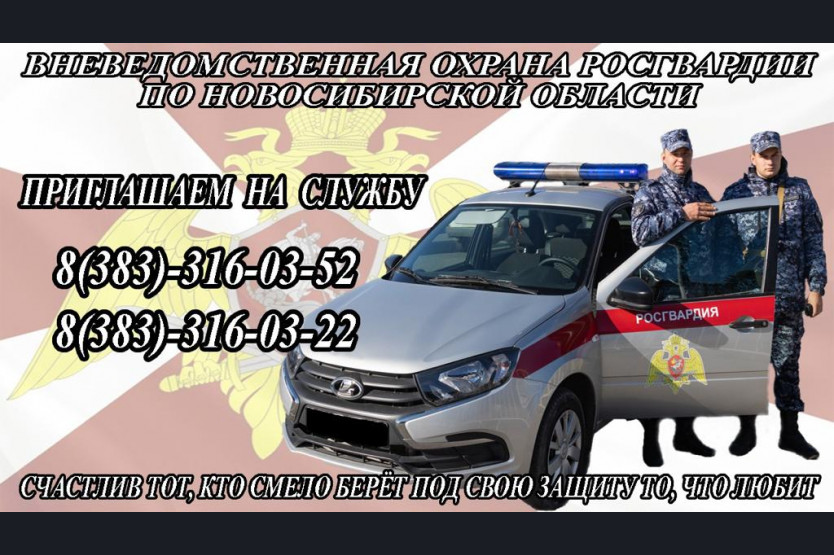 ВНЕВЕДОМСТВЕННАЯ ОХРАНА РОСГВАРДИИ
ПО НОВОСИБИРСКОЙ ОБЛАСТИ
ПРИГЛАШАЕМ НА СЛУЖБУ
8(383)-316-03-52
8(383)-316-03-22
РОСГВАРДИЯ
СЧАСТЛИВ ТОТ, КТО СМЕЛО БЕРЁТ ПОД СВОЮ ЗАЩИТУ ТО, ЧТО ЛЮБИТ